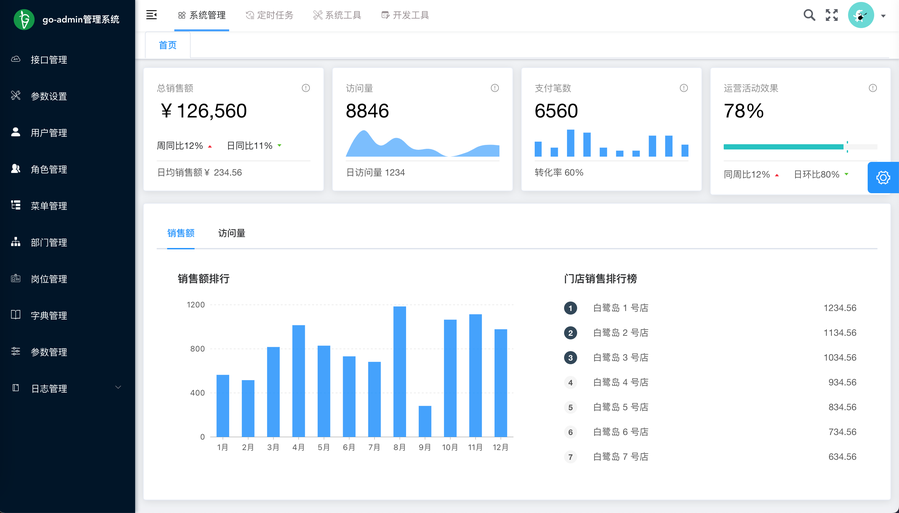 go-admin管理系统
系统管理
定时任务
系统工具
开发工具
首页
接口管理
参数设置
用户管理
角色管理
菜单管理
部门管理
岗位管理
字典管理
参数管理
日志管理
总销售额
¥ 126,560
周同比12%
日同比11%
日均销售额¥ 234.56
访问量
8846
日访问量 1234
支付笔数
6560
转化率 60%
运营活动效果
78%
同周比12%
日环比80%
销售额
访问量
销售额排行
1200
800
400
0
1月
2月
3月
4月
5月
6月
7月
8月
9月
10月
11月
12月
门店销售排行榜
1 白鹭岛 1 号店 1234.56
2 白鹭岛 2 号店 1134.56
3 白鹭岛 3 号店 1034.56
4 白鹭岛 4 号店 934.56
5 白鹭岛 5 号店 834.56
6 白鹭岛 6 号店 734.56
7 白鹭岛 7 号店 634.56